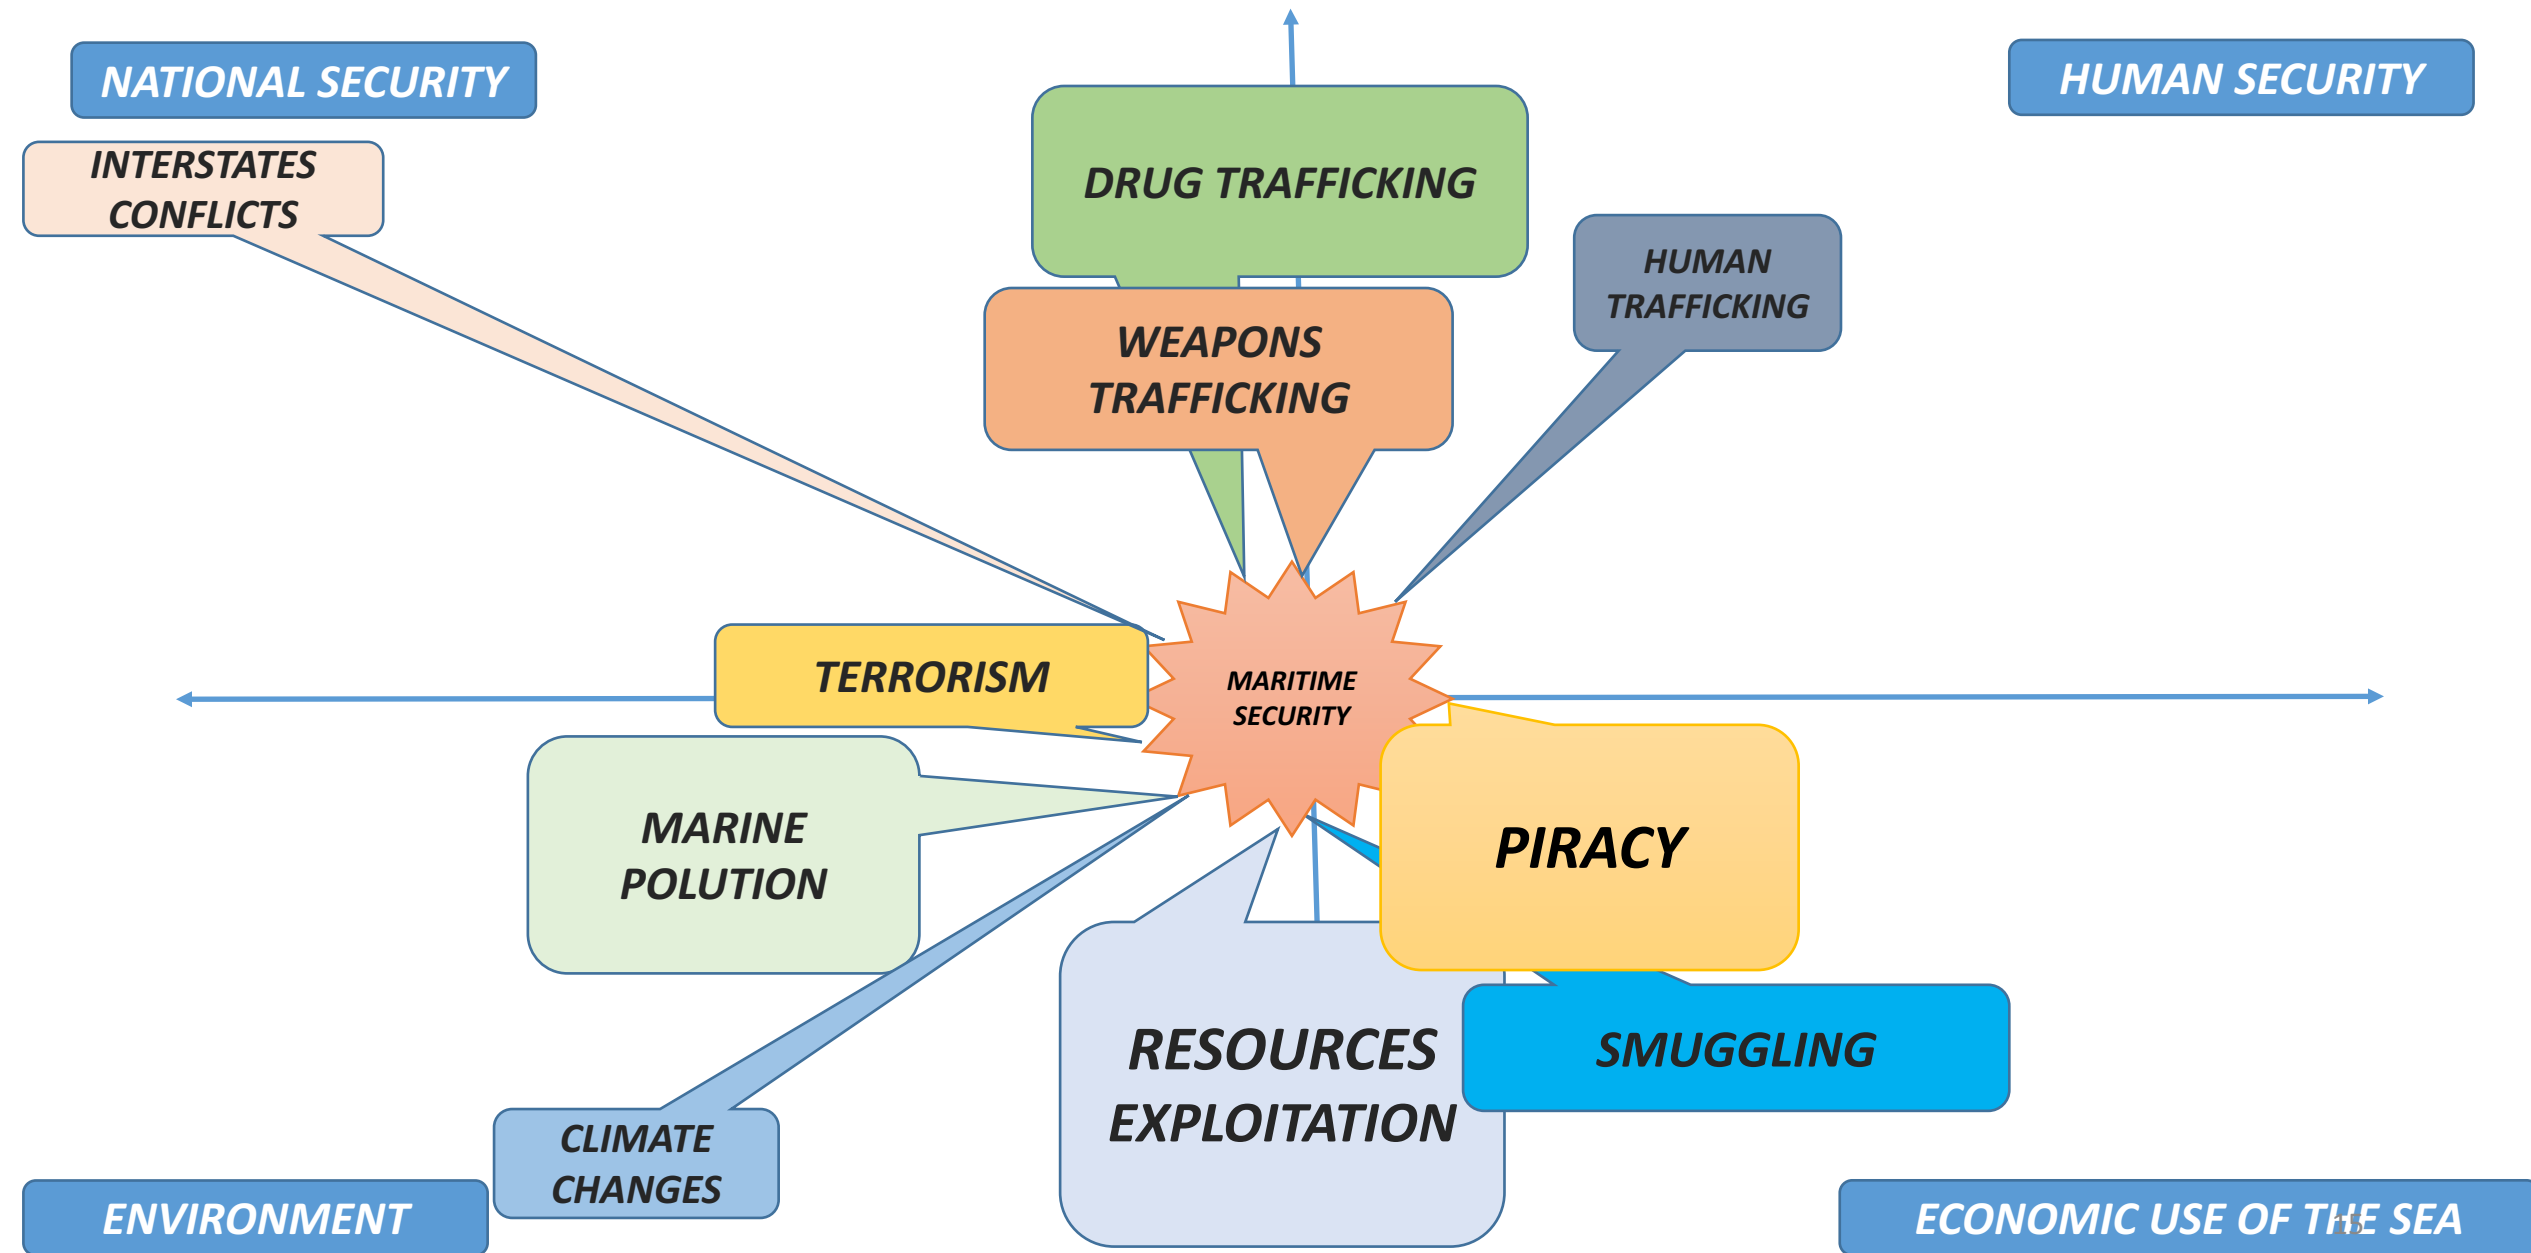 NATIONAL SECURITY
HUMAN SECURITY
INTERSTATES
CONFLICTS
DRUG TRAFFICKING
HUMAN
TRAFFICKING
WEAPONS
TRAFFICKING
TERRORISM
MARITIME
SECURITY
MARINE
POLUTION
PIRACY
RESOURCES
EXPLOITATION
SMUGGLING
CLIMATE
CHANGES
ENVIRONMENT
ECONOMIC USE OF THE SEA
15